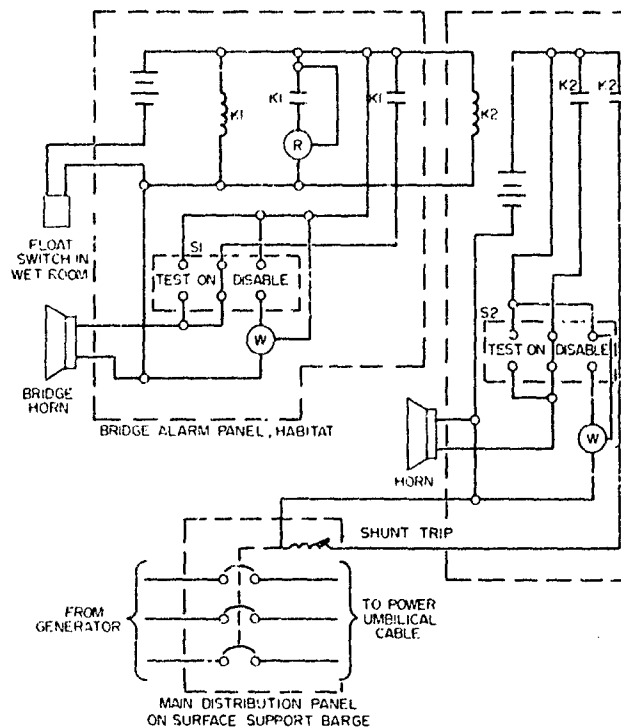 K1
K1
K1
K2
K2
K2
R
FLOAT
SWITCH IN
WET ROOM
S1
TEST ON DISABLE
W
BRIDGE
HORN
BRIDGE ALARM PANEL, HABITAT
S2
TEST ON DISABLE
W
HORN
SHUNT TRIP
FROM
GENERATOR
TO POWER
UMBILICAL
CABLE
MAIN DISTRIBUTION PANEL
ON SURFACE SUPPORT BARGE